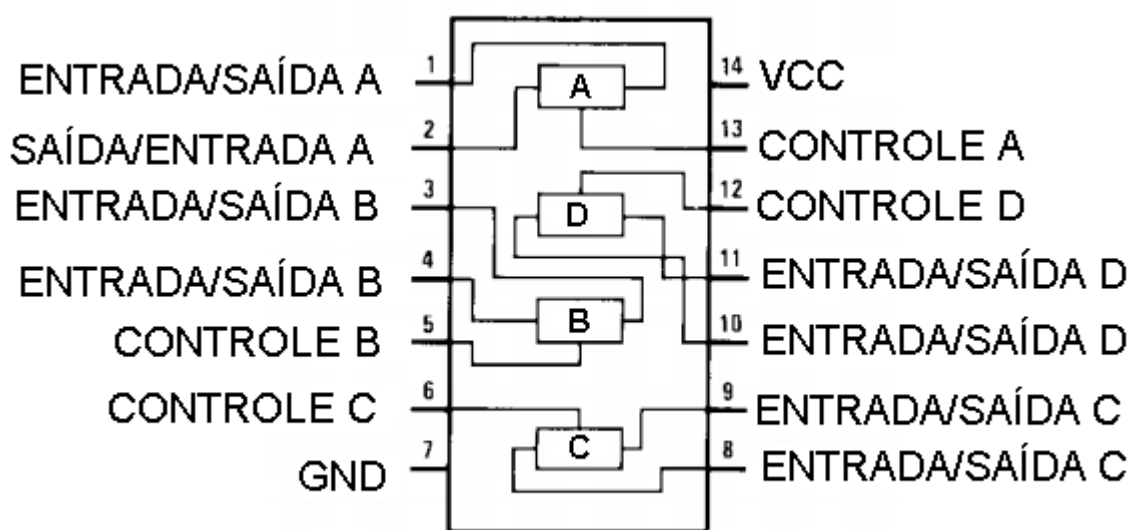 ENTRADA/SAÍDA A 1
SAÍDA/ENTRADA A 2
ENTRADA/SAÍDA B 3
ENTRADA/SAÍDA B 4
CONTROLE B 5
CONTROLE C 6
GND 7
A
D
B
C
14 VCC
13 CONTROLE A
12 CONTROLE D
11 ENTRADA/SAÍDA D
10 ENTRADA/SAÍDA D
9 ENTRADA/SAÍDA C
8 ENTRADA/SAÍDA C